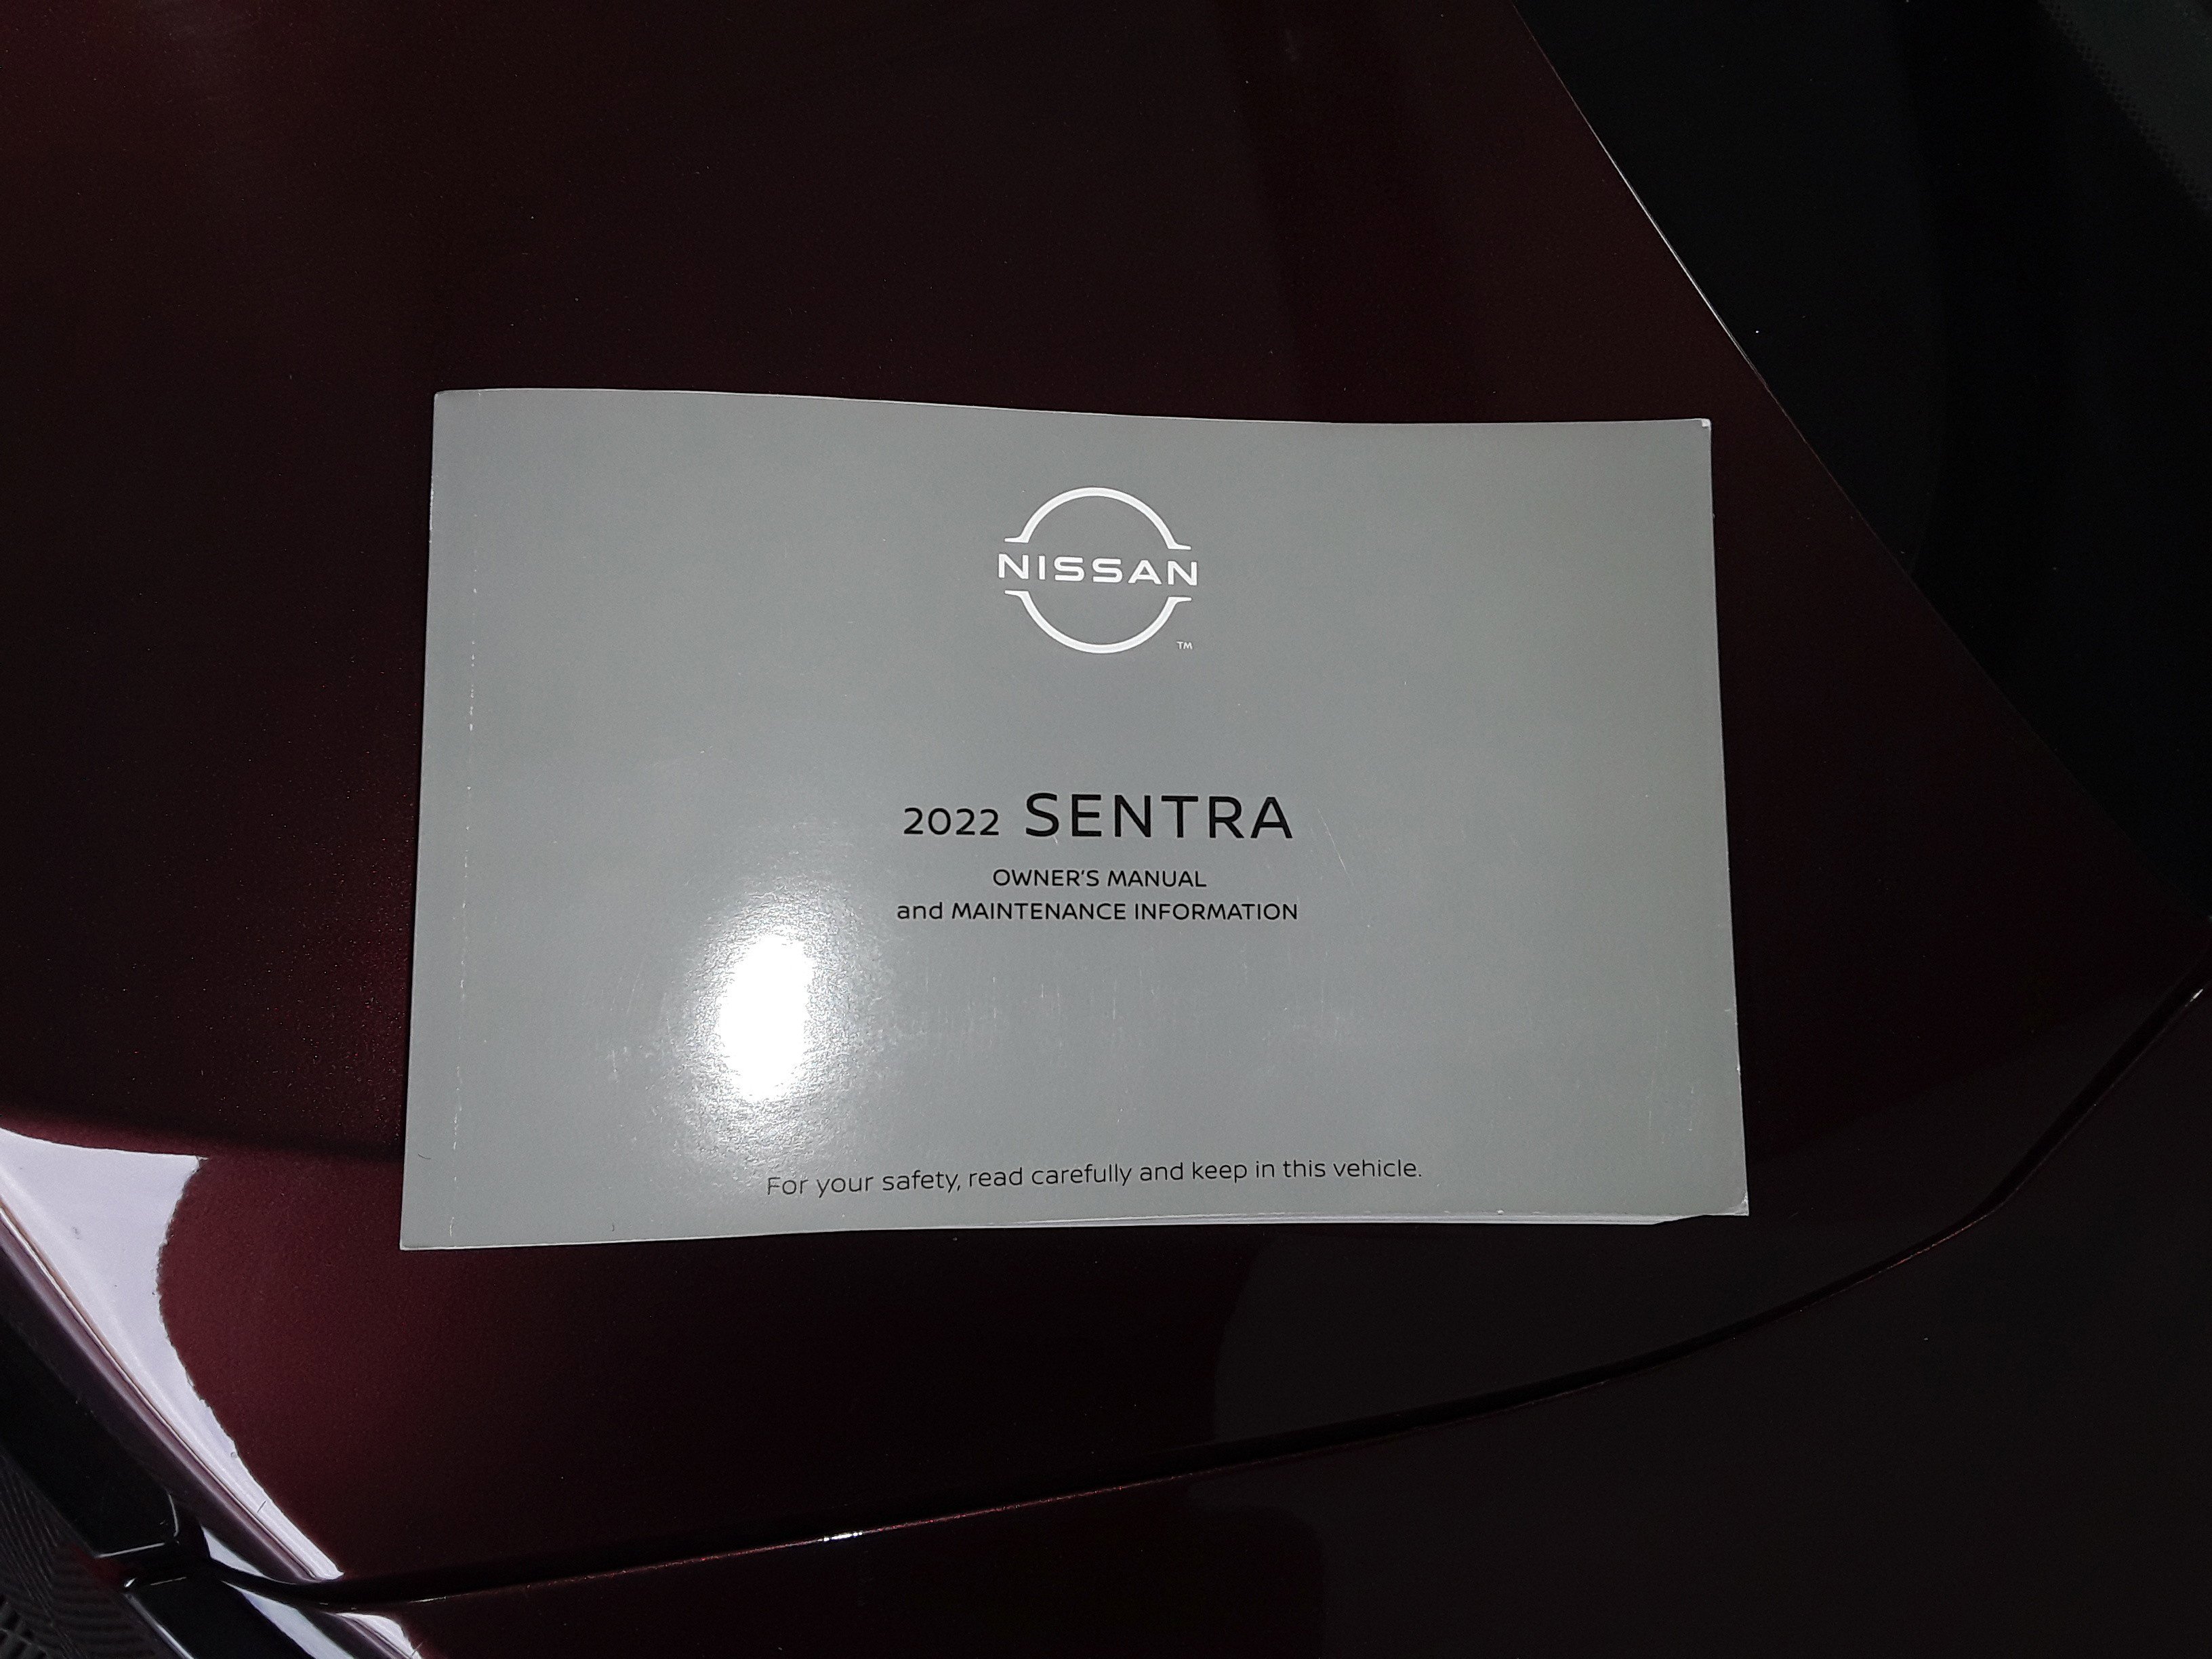 NISSAN
TM
2022 SENTRA
OWNER'S MANUAL
and MAINTENANCE INFORMATION
For your safety, read carefully and keep in this vehicle.